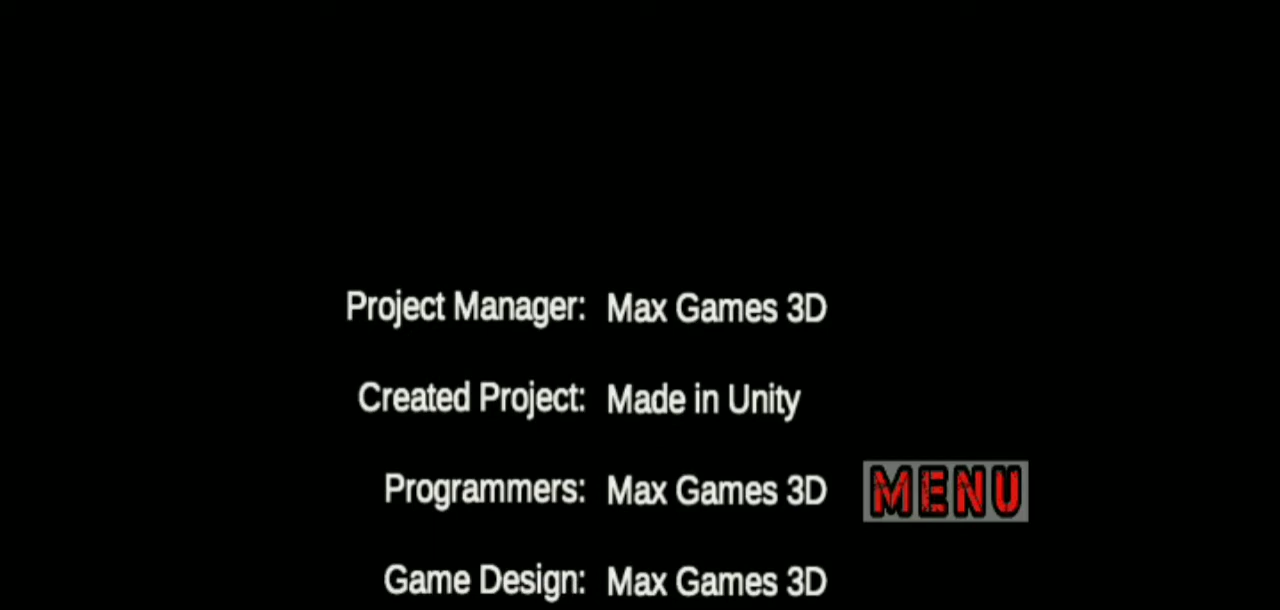 Project Manager: Max Games 3D
Created Project: Made in Unity
Programmers: Max Games 3D
MENU
Game Design: Max Games 3D